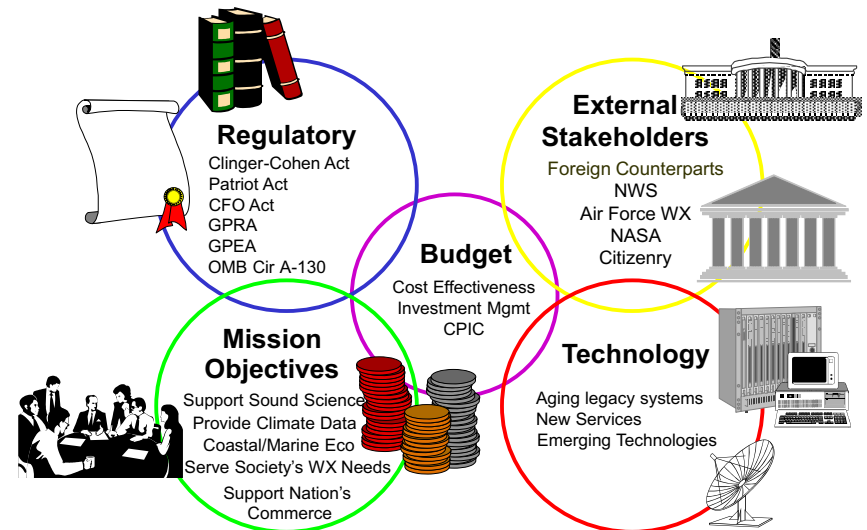 Regulatory
Clinger-Cohen Act
Patriot Act
CFO Act
GPRA
GPEA
OMB Cir A-130
External
Stakeholders
Foreign Counterparts
NWS
Air Force WX
NASA
Citizenry
Budget
Cost Effectiveness
Investment Mgmt
CPIC
Mission
Objectives
Support Sound Science
Provide Climate Data
Coastal/Marine Eco
Serve Society's WX Needs
Support Nation's
Commerce
Technology
Aging legacy systems
New Services
Emerging Technologies